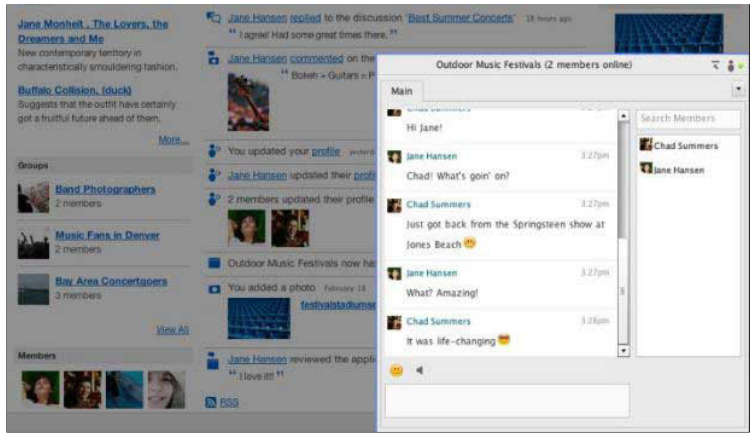 Jane Monheit , The Lovers, the
Dreamers and Me
New contemporary territory in
characteristically smouldering fashion.
Buffalo Collision, (duck)
Suggests that the outfit have certainly
got a fruitful future ahead of them.
More...
Groups
Band Photographers
2 members
Music Fans in Denver
2 members
Bay Area Concertgoers
3 members
View All
Members
Jane Hansen replied to the discussion 'Best Summer Concerts' 18 hours ago
“ I agree! Had some great times there. ”
Jane Hansen commented on the
“ Bokeh + Guitars = P
You updated your profile yesterd
Jane Hansen updated their profi
2 members updated their profile
Outdoor Music Festivals now ha
You added a photo February 18
festivalstadiums
Jane Hansen reviewed the appli
“ I love it!! ”
RSS
Outdoor Music Festivals (2 members online)
Main
Chad Summers
Hi Jane!
Jane Hansen 3:27pm
Chad! What's goin' on?
Chad Summers 3:27pm
Just got back from the Springsteen show at
Jones Beach
Jane Hansen 3:27pm
What? Amazing!
Chad Summers 3:28pm
It was life-changing
Search Members
Chad Summers
Jane Hansen